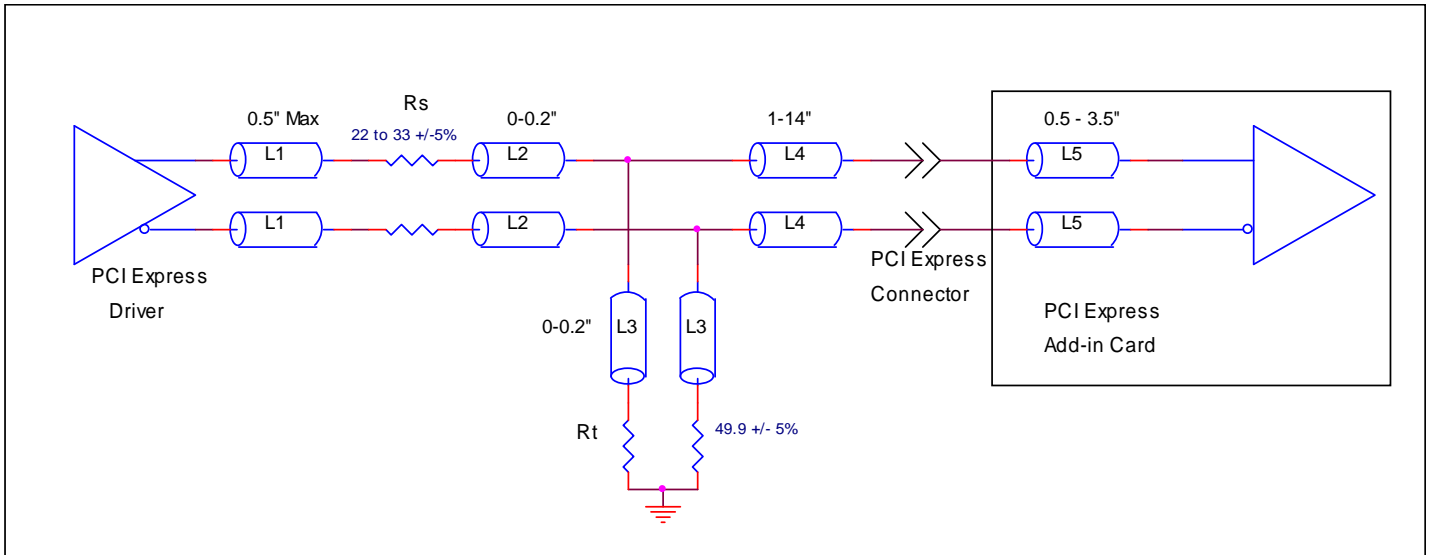 Rs
0.5" Max
0-0.2"
1-14"
0.5 - 3.5"
22 to 33 +/-5%
L1
L2
L4
L5
L1
L2
L4
L5
PCI Express
Driver
PCI Express
Connector
PCI Express
Add-in Card
0-0.2"
L3
L3
Rt
49.9 +/- 5%